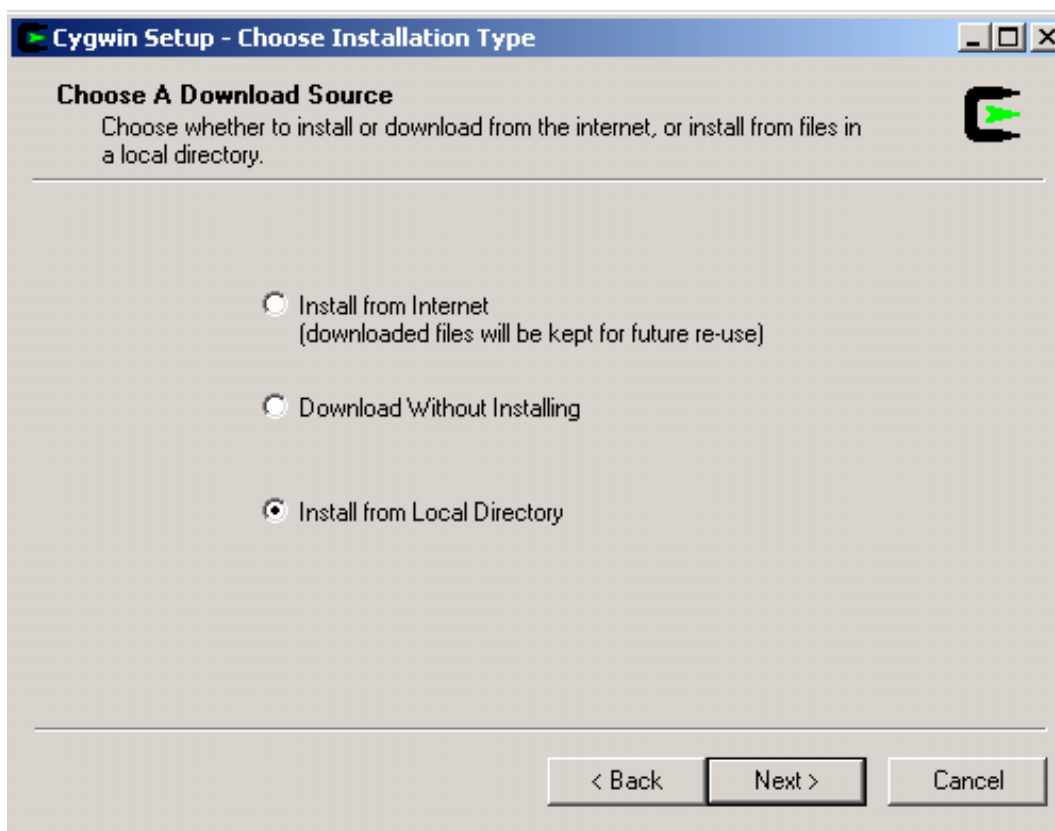 Cygwin Setup - Choose Installation Type
Choose A Download Source
Choose whether to install or download from the internet, or install from files in
a local directory.
Install from Internet
(downloaded files will be kept for future re-use)
Download Without Installing
Install from Local Directory
< Back Next > Cancel